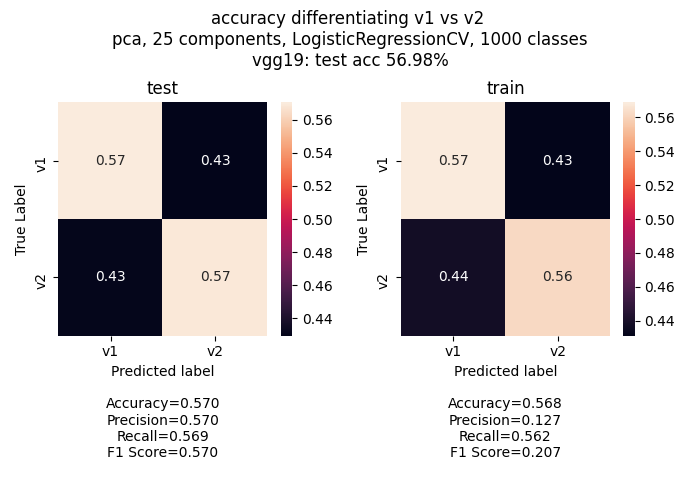 accuracy differentiating v1 vs v2
pca, 25 components, LogisticRegressionCV, 1000 classes
vgg19: test acc 56.98%
test
True Label
v1
v2
0.57 0.43
0.43 0.57
v1 v2
Predicted label
0.56
0.54
0.52
0.50
0.48
0.46
0.44
Accuracy=0.570
Precision=0.570
Recall=0.569
F1 Score=0.570
train
True Label
v1
v2
0.57 0.43
0.44 0.56
v1 v2
Predicted label
0.56
0.54
0.52
0.50
0.48
0.46
0.44
Accuracy=0.568
Precision=0.127
Recall=0.562
F1 Score=0.207